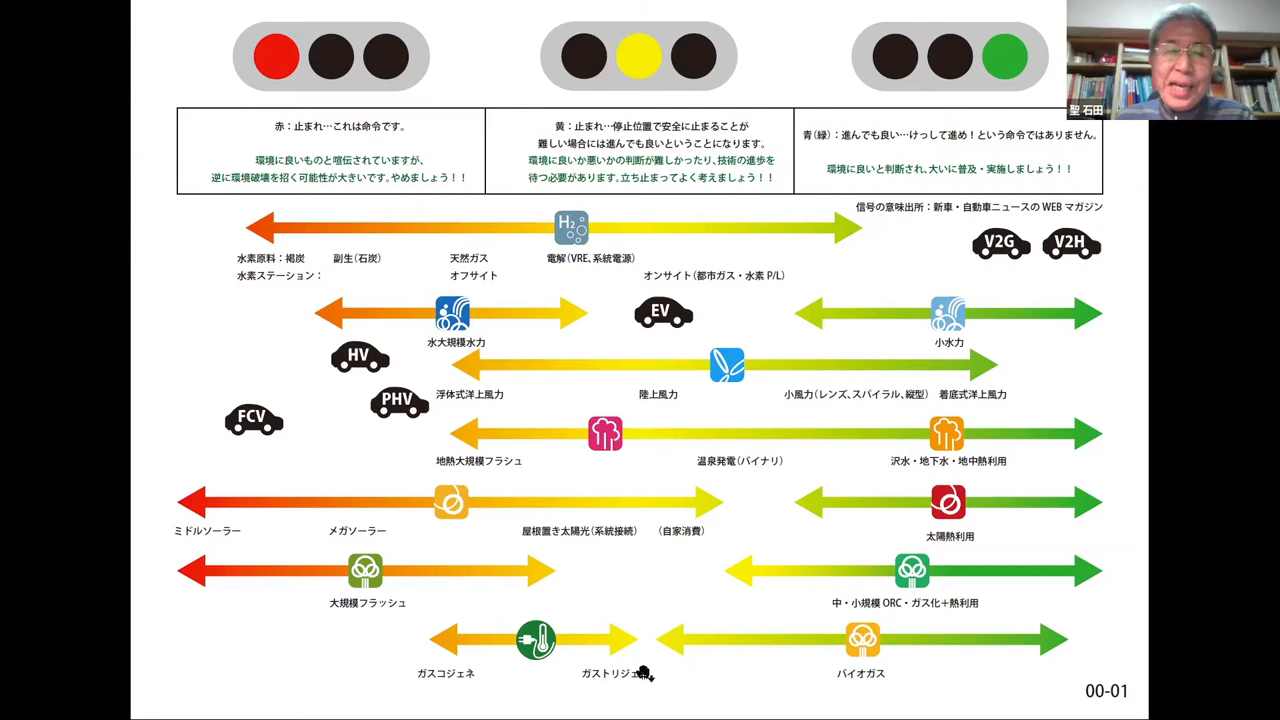 聖 石田
赤：止まれ…これは命令です。
環境に良いものと喧伝されていますが、
逆に環境破壊を招く可能性が大きいです。やめましょう！！
黄：止まれ…停止位置で安全に止まることが
難しい場合には進んでも良いということになります。
環境に良いか悪いかの判断が難しかったり、技術の進歩を
待つ必要があります。立ち止まってよく考えましょう！！
青（緑）：進んでも良い…けっして進め！という命令ではありません。
環境に良いと判断され、大いに普及・実施しましょう！！
信号の意味出所：新車・自動車ニュースの WEB マガジン
H2
V2G
V2H
水素原料：褐炭
副生（石炭）
天然ガス
電解（VRE、系統電源）
水素ステーション：
オフサイト
オンサイト（都市ガス・水素 P/L）
EV
水大規模水力
小水力
HV
浮体式洋上風力
陸上風力
小風力（レンズ、スパイラル、縦型）
着底式洋上風力
PHV
FCV
地熱大規模フラッシュ
温泉発電（バイナリ）
沢水・地下水・地中熱利用
ミドルソーラー
メガソーラー
屋根置き太陽光（系統接続）
（自家消費）
太陽熱利用
大規模フラッシュ
中・小規模 ORC・ガス化＋熱利用
ガスコジェネ
ガストリジェ
バイオガス
00-01